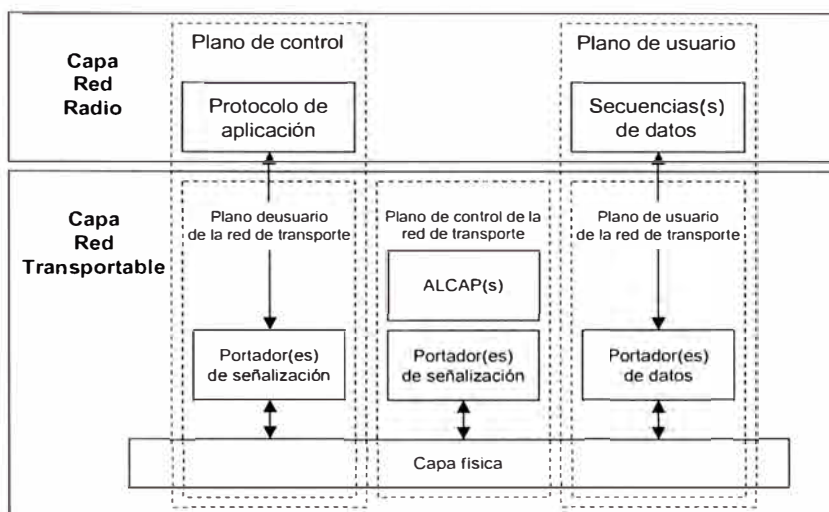 Plano de control
Plano de usuario
Capa
Red
Radio
Protocolo de
aplicación
Secuencias(s)
de datos
Capa
Red
Transportable
Plano deusuario
de la red de transporte
Plano de control de la
red de transporte
Plano de usuario
de la red de transporte
ALCAP(s)
Portador(es)
de señalización
Portador(es)
de señalización
Portador(es)
de datos
Capa física